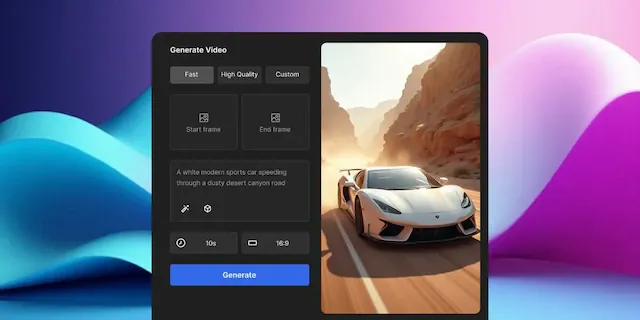 Generate Video
Fast
High Quality
Custom
Start frame
End frame
A white modern sports car speeding
through a dusty desert canyon road
10s
16:9
Generate